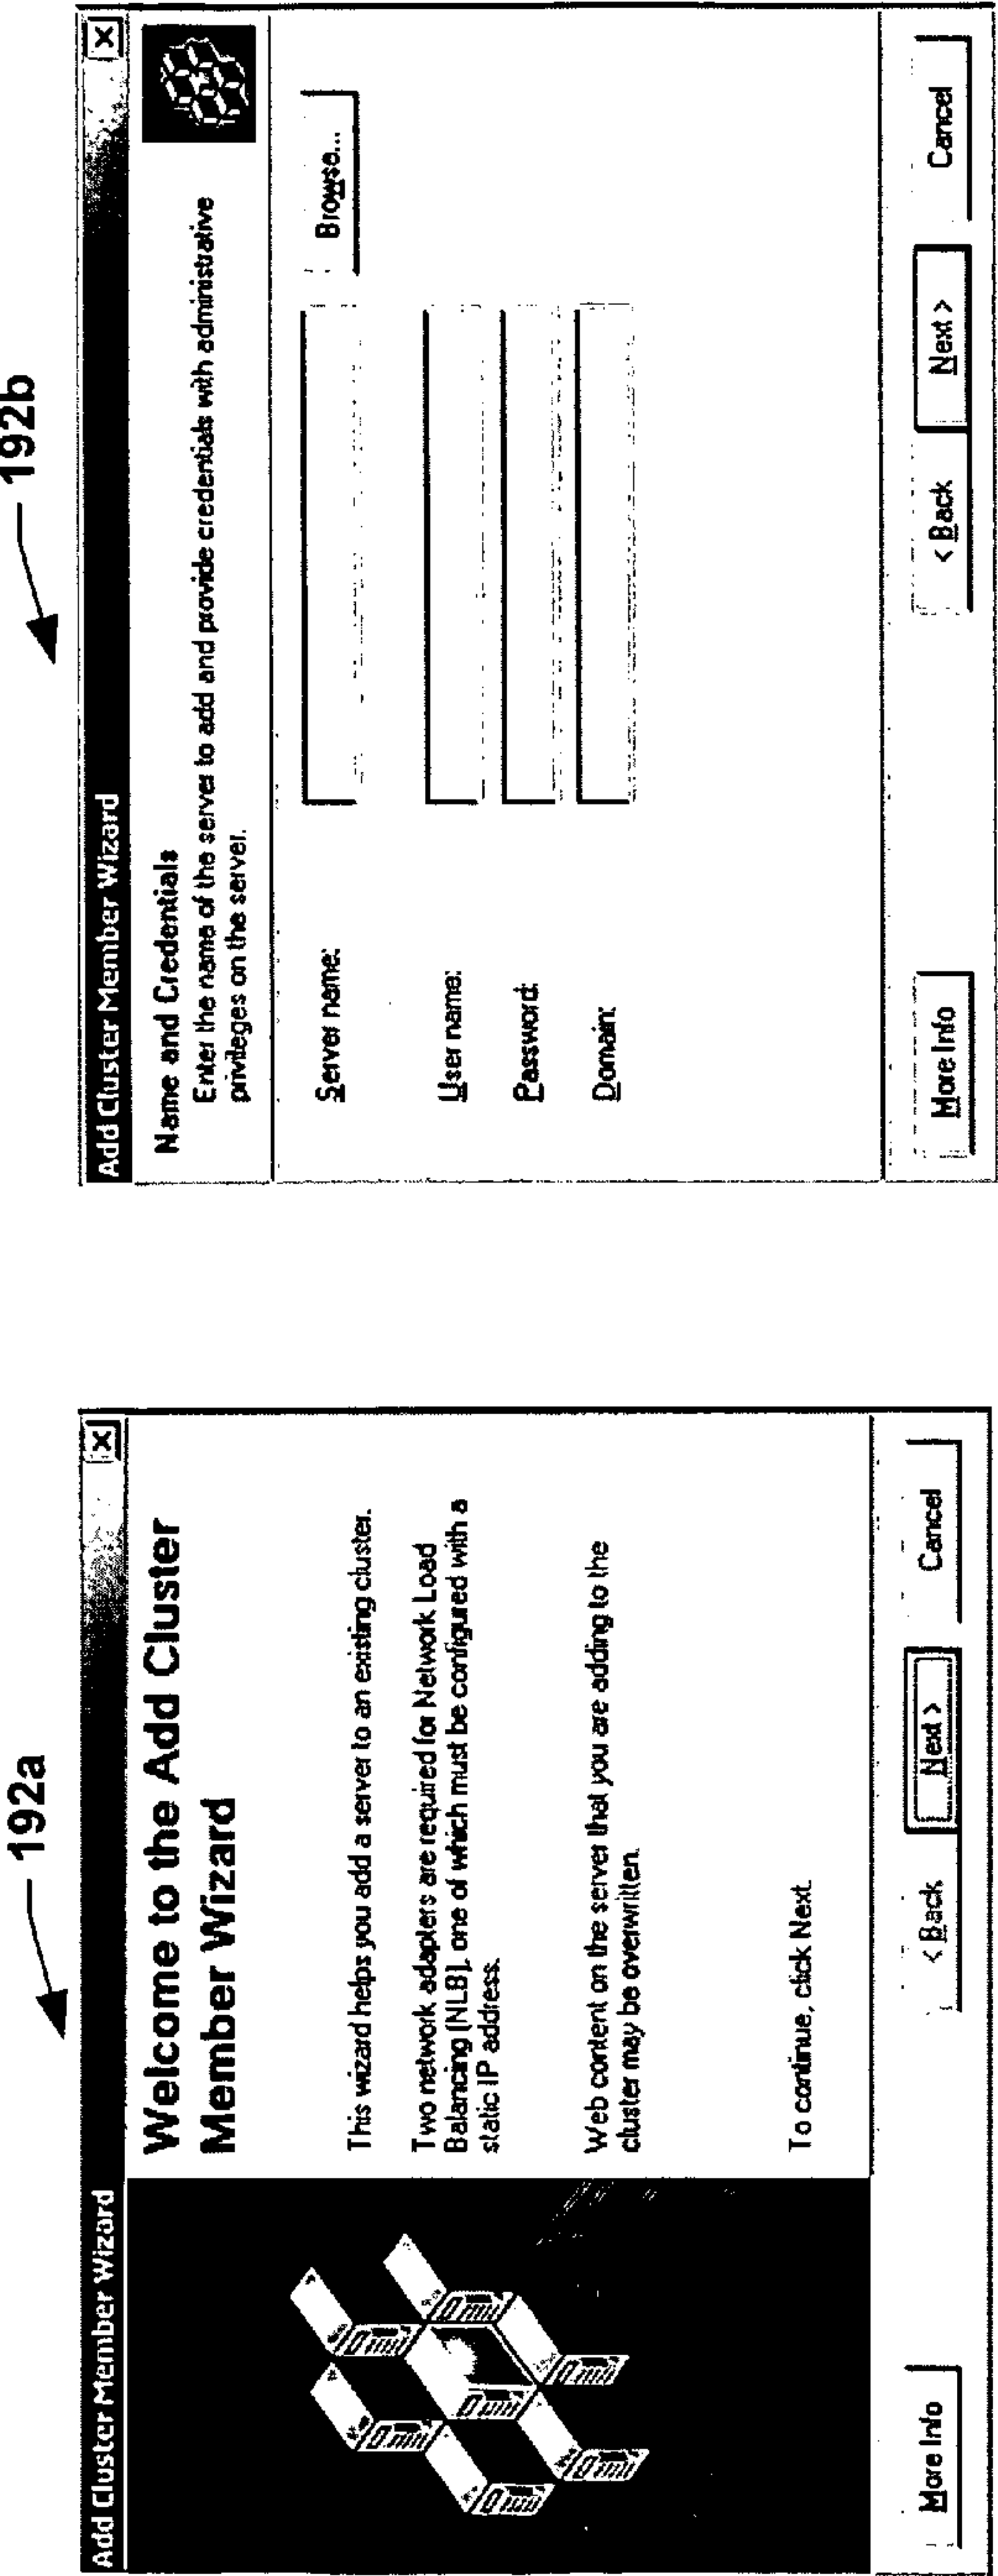 192a
Add Cluster Member Wizard
Welcome to the Add Cluster
Member Wizard
This wizard helps you add a server to an existing cluster.
Two network adapters are required for Network Load
Balancing (NLB), one of which must be configured with a
static IP address.
Web content on the server that you are adding to the
cluster may be overwritten.
To continue, click Next.
More Info
< Back
Next >
Cancel
192b
Add Cluster Member Wizard
Name and Credentials
Enter the name of the server to add and provide credentials with administrative
privileges on the server.
Server name:
Browse...
User name:
Password:
Domain:
More Info
< Back
Next >
Cancel